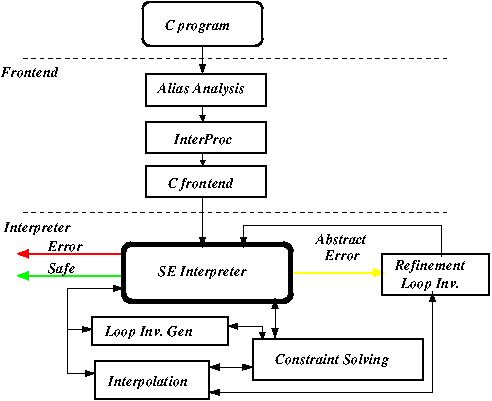 C program
Frontend
Alias Analysis
InterProc
C frontend
Interpreter
Error
Safe
SE Interpreter
Abstract
Error
Refinement
Loop Inv.
Loop Inv. Gen
Constraint Solving
Interpolation